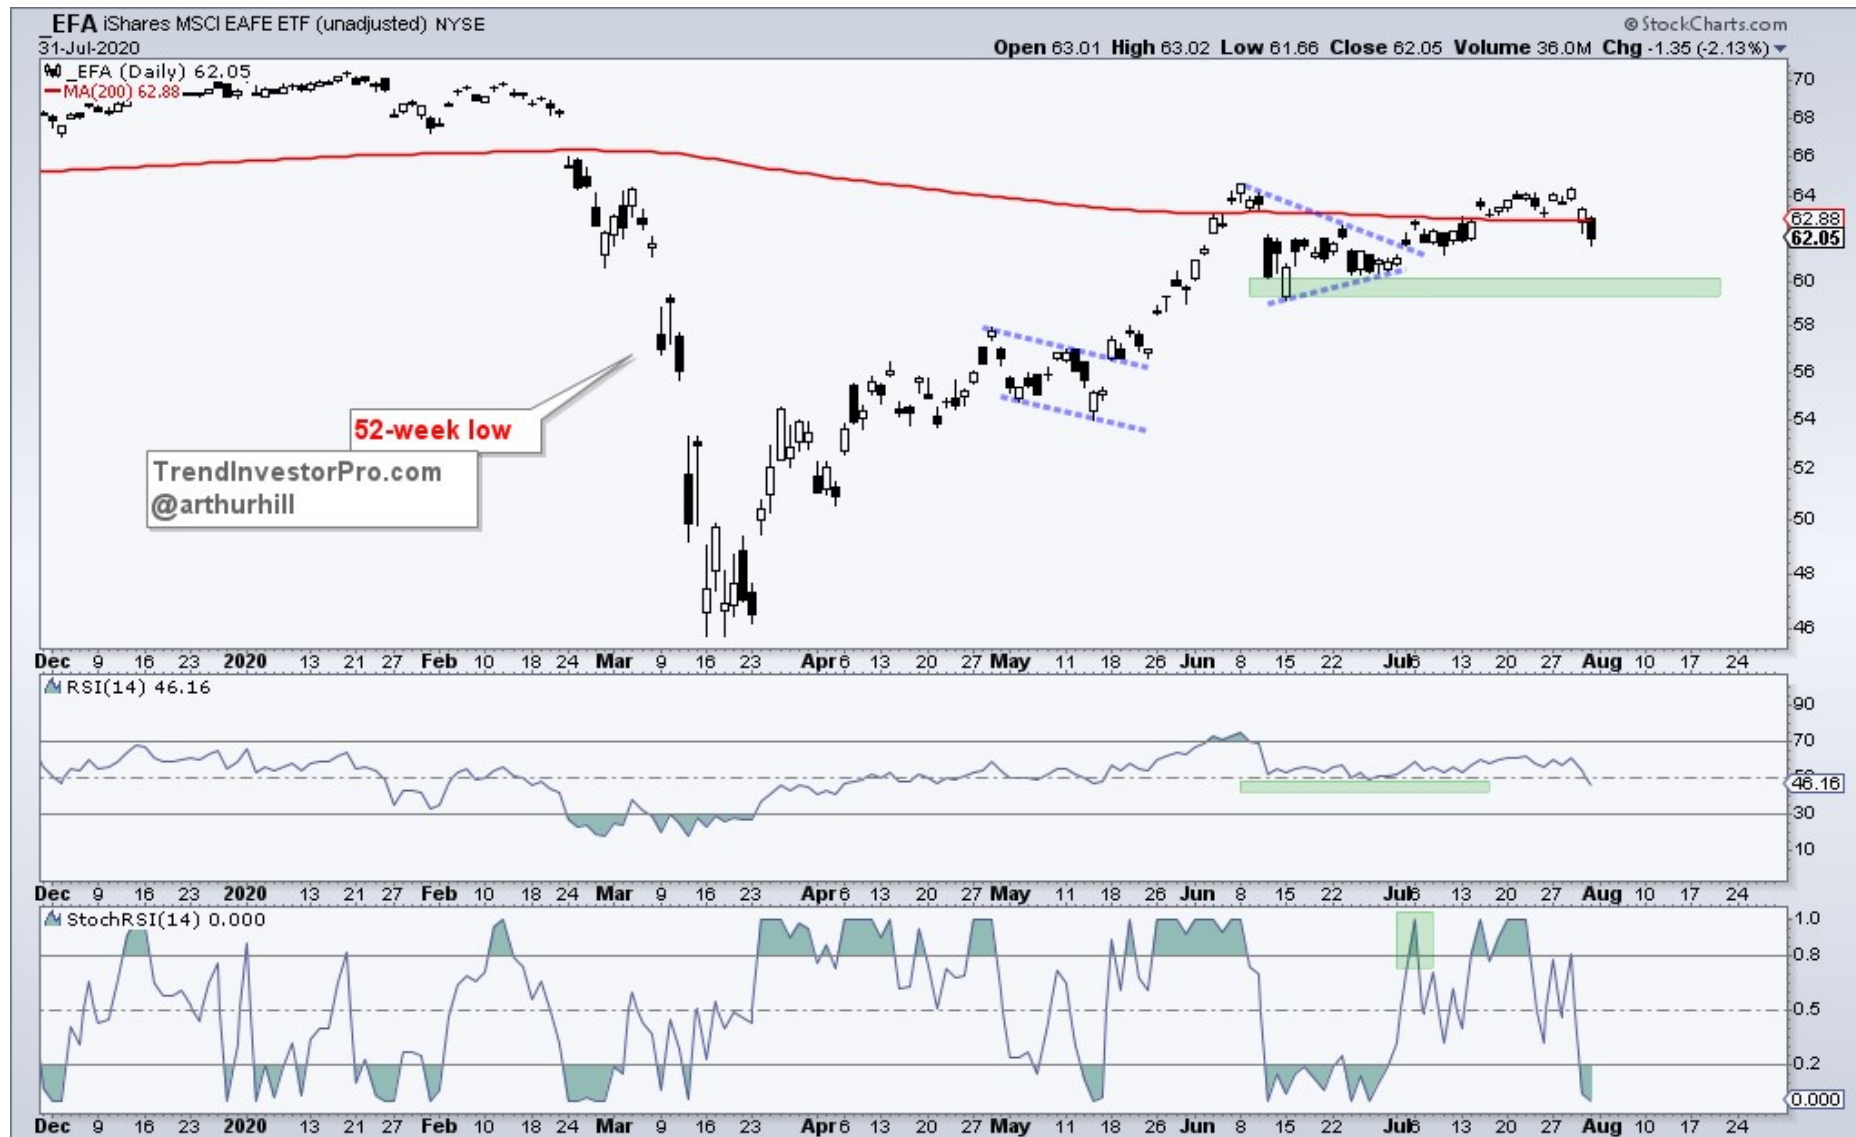 _EFA iShares MSCI EAFE ETF (unadjusted) NYSE © StockCharts.com
31-Jul-2020 Open 63.01 High 63.02 Low 61.66 Close 62.05 Volume 36.0M Chg -1.35 (-2.13%)
_EFA (Daily) 62.05
MA(200) 62.88
70
68
66
64
62.88
62.05
60
58
56
54
52
50
48
46
52-week low
TrendInvestorPro.com
@arthurhill
Dec 9 16 23 2020 13 21 27 Feb 10 18 24 Mar 9 16 23 Apr 6 13 20 27 May 11 18 26 Jun 8 15 22 Jul 6 13 20 27 Aug 10 17 24
RSI(14) 46.16
90
70
46.16
30
10
Dec 9 16 23 2020 13 21 27 Feb 10 18 24 Mar 9 16 23 Apr 6 13 20 27 May 11 18 26 Jun 8 15 22 Jul 6 13 20 27 Aug 10 17 24
StochRSI(14) 0.000
1.0
0.8
0.5
0.2
0.000
Dec 9 16 23 2020 13 21 27 Feb 10 18 24 Mar 9 16 23 Apr 6 13 20 27 May 11 18 26 Jun 8 15 22 Jul 6 13 20 27 Aug 10 17 24